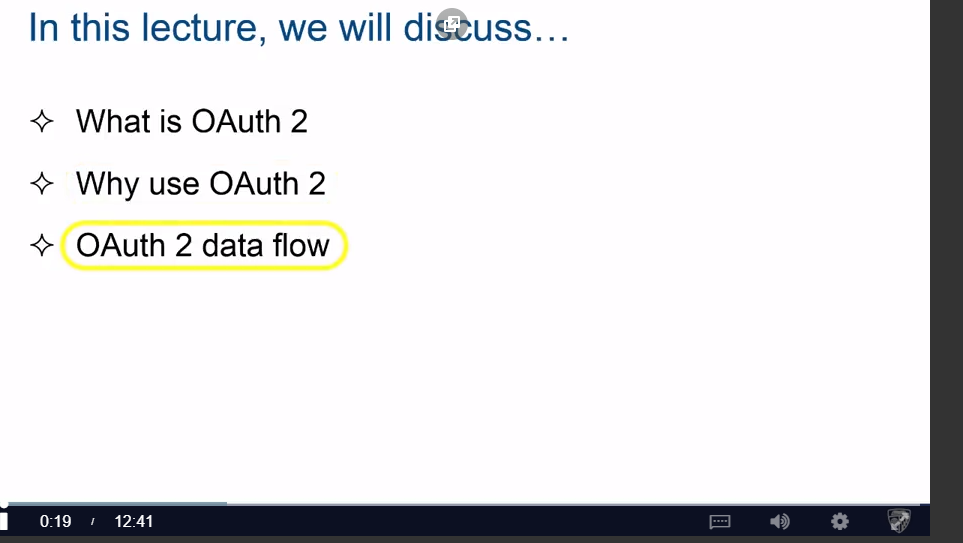 In this lecture, we will discuss…
What is OAuth 2
Why use OAuth 2
OAuth 2 data flow
0:19 / 12:41